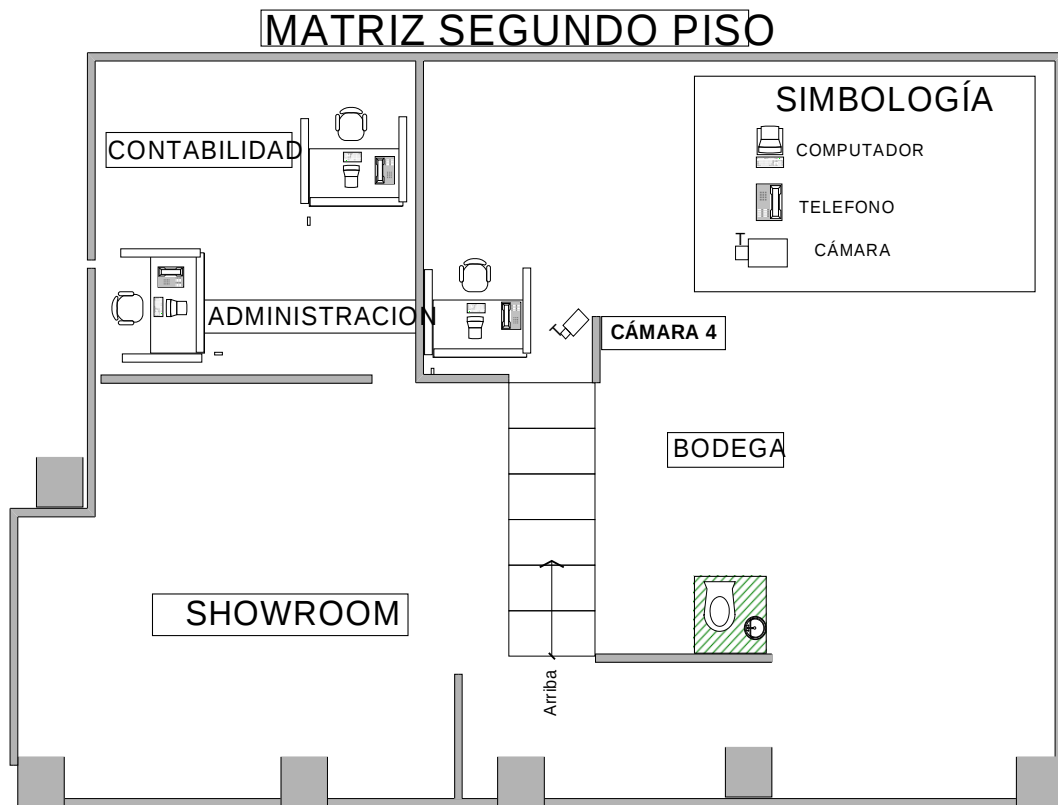 MATRIZ SEGUNDO PISO
SIMBOLOGÍA
COMPUTADOR
TELEFONO
CÁMARA
CONTABILIDAD
ADMINISTRACION
CÁMARA 4
BODEGA
SHOWROOM
Arriba